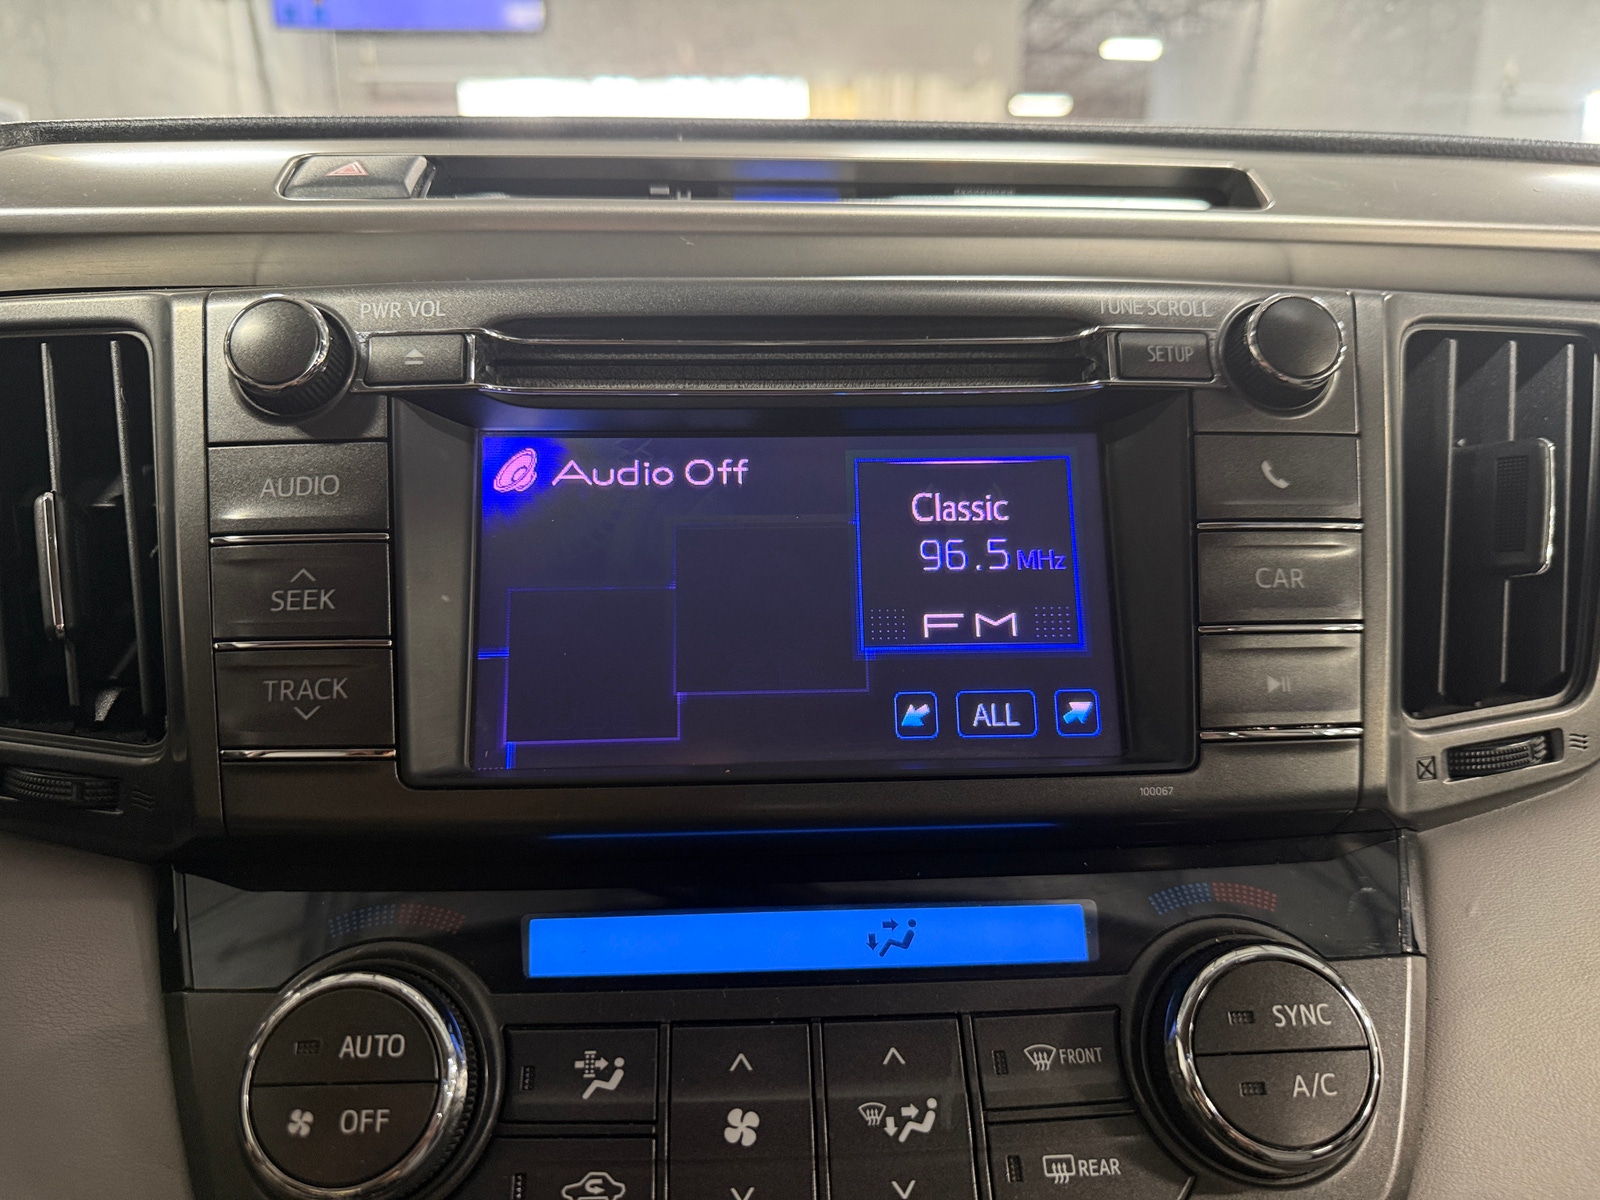 PWR VOL
TUNE SCROLL
SETUP
AUDIO
SEEK
TRACK
Audio Off
Classic
96.5 MHz
FM
ALL
CAR
100067
AUTO
OFF
FRONT
REAR
SYNC
A/C